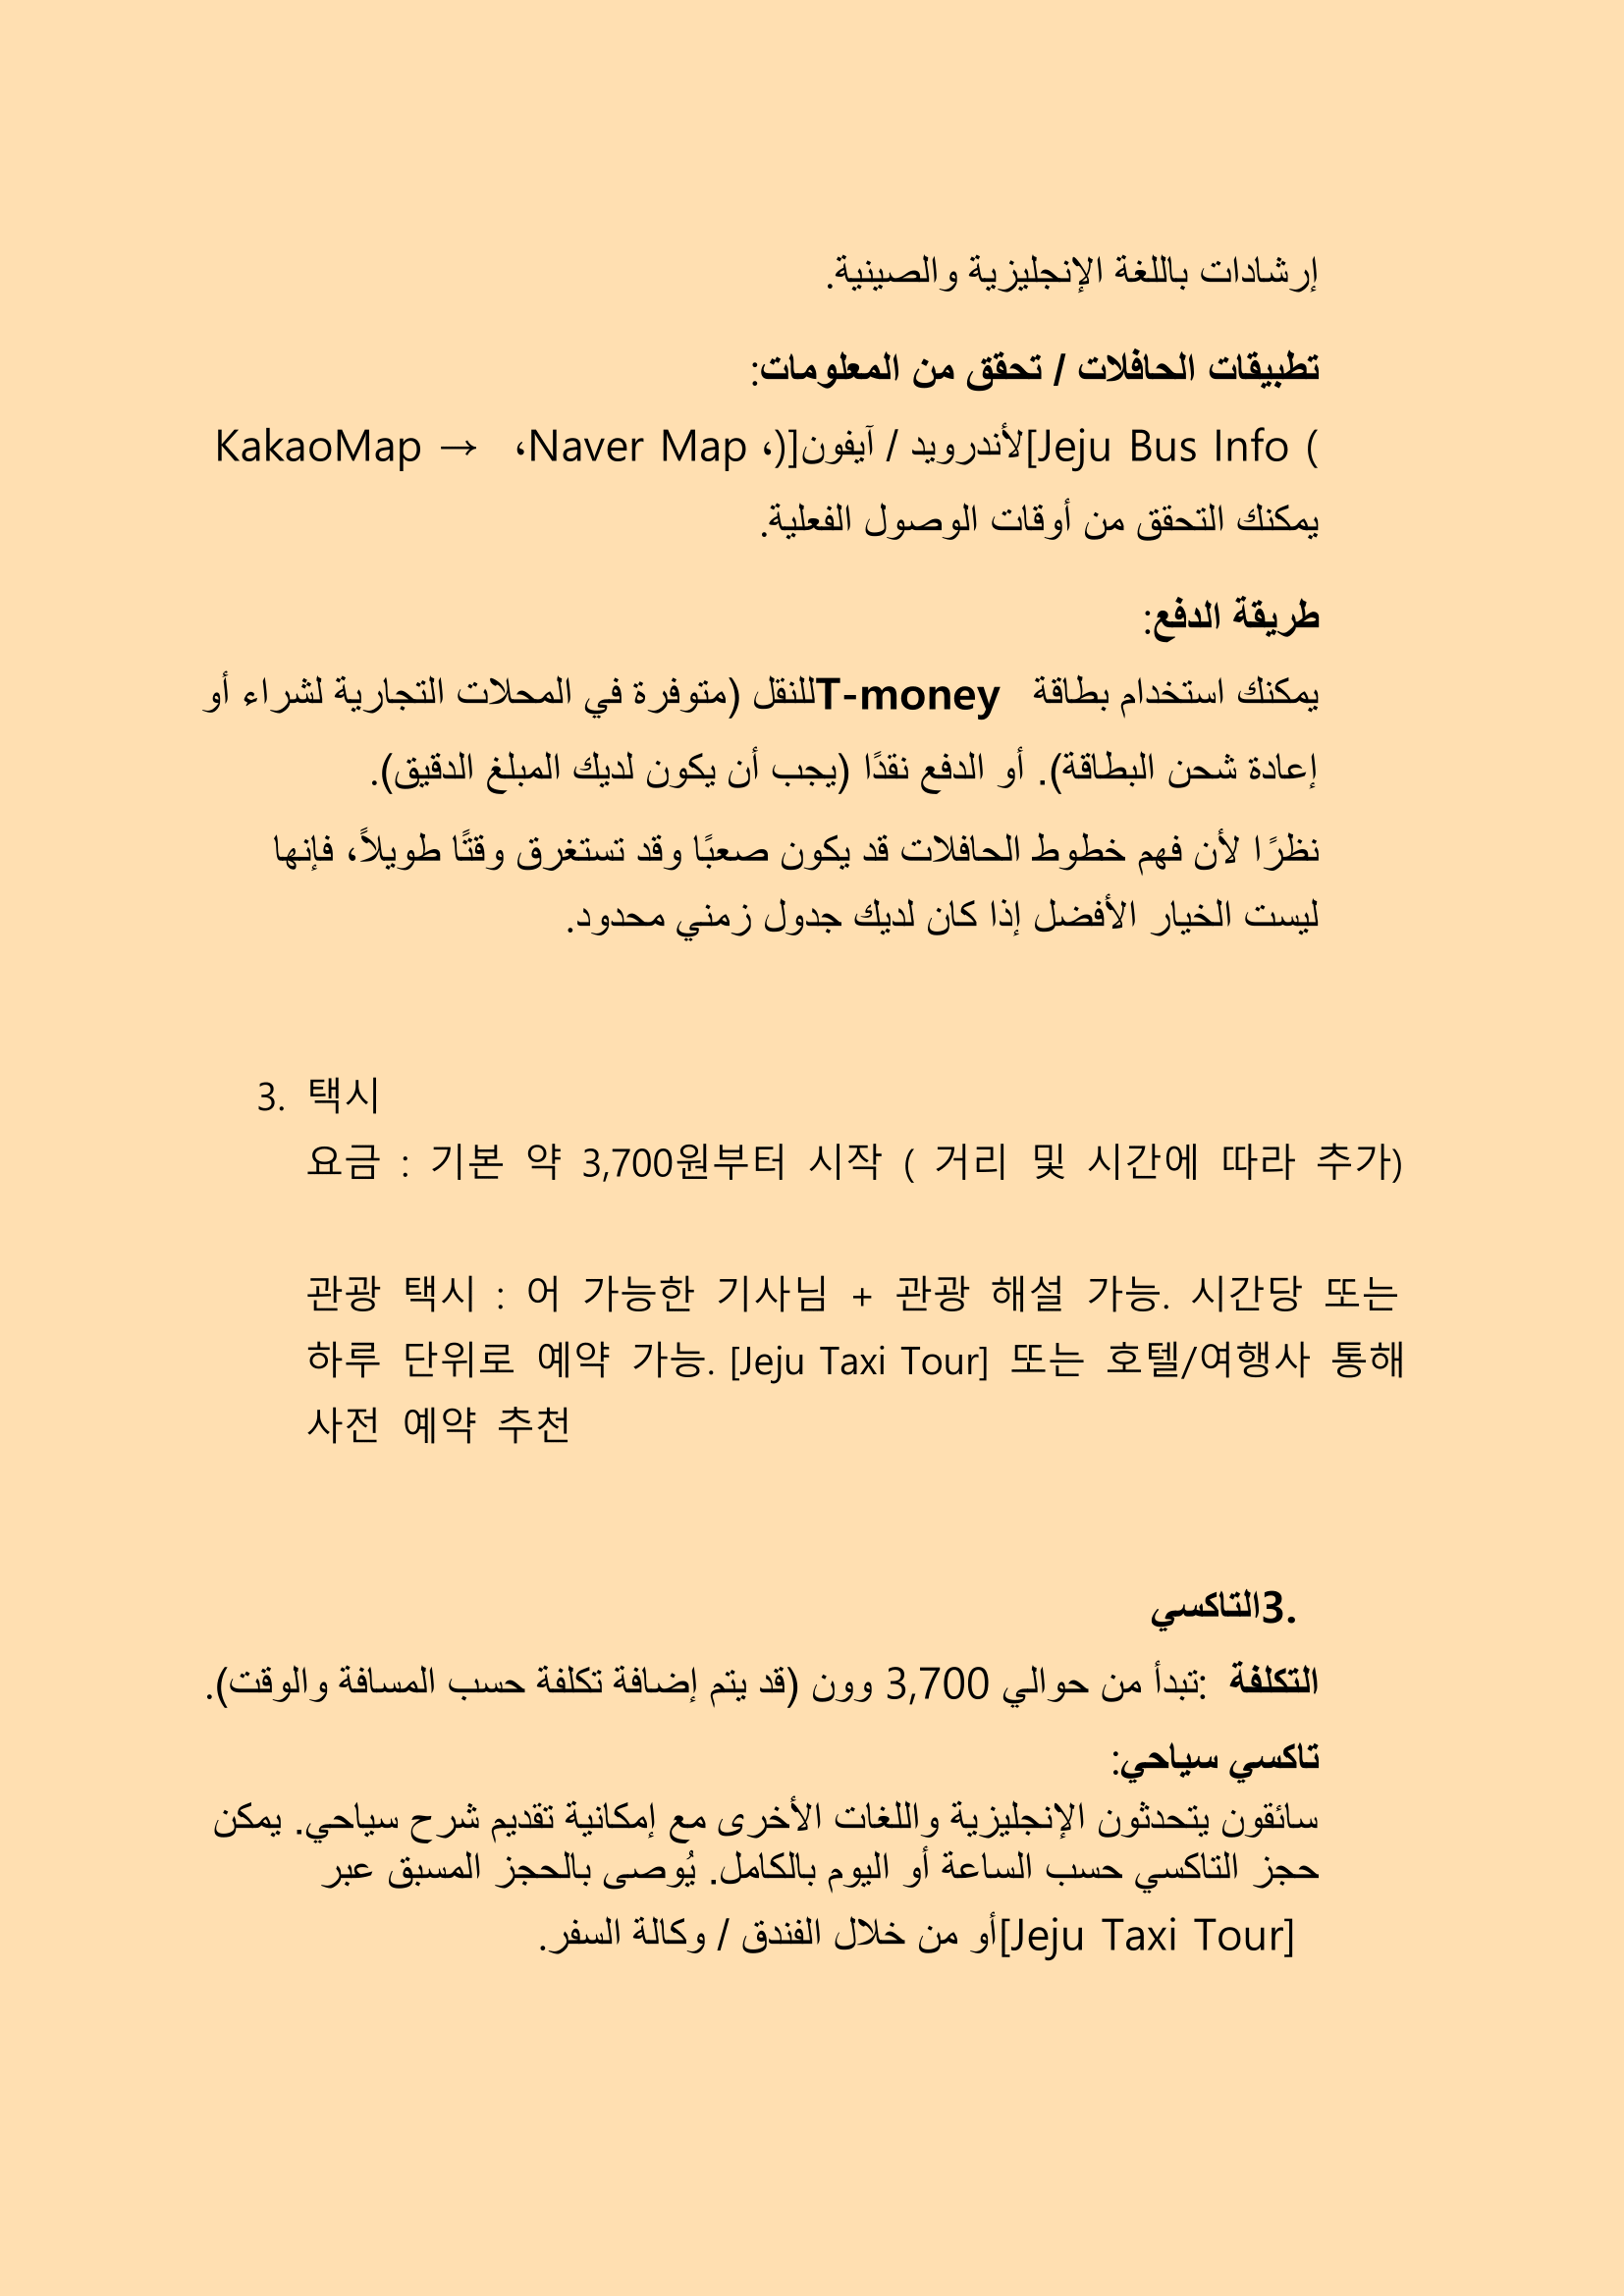 إرشادات باللغة الإنجليزية والصينية.
تطبيقات الحافلات / تحقق من المعلومات:
( Jeju Bus Info]لأندرويد / آيفون[(، Naver Map، KakaoMap →
يمكنك التحقق من أوقات الوصول الفعلية.
طريقة الدفع:
يمكنك استخدام بطاقة T-moneyللنقل (متوفرة في المحلات التجارية لشراء أو
إعادة شحن البطاقة). أو الدفع نقدًا (يجب أن يكون لديك المبلغ الدقيق).
نظرًا لأن فهم خطوط الحافلات قد يكون صعبًا وقد تستغرق وقتًا طويلاً، فإنها
ليست الخيار الأفضل إذا كان لديك جدول زمني محدود.
3. 택시
요금 : 기본 약 3,700원부터 시작 ( 거리 및 시간에 따라 추가)
관광 택시 : 어 가능한 기사님 + 관광 해설 가능. 시간당 또는
하루 단위로 예약 가능. [Jeju Taxi Tour] 또는 호텔/여행사 통해
사전 예약 추천
.3التاكسي
التكلفة :تبدأ من حوالي 3,700 وون (قد يتم إضافة تكلفة حسب المسافة والوقت).
تاكسي سياحي:
سائقون يتحدثون الإنجليزية واللغات الأخرى مع إمكانية تقديم شرح سياحي. يمكن
حجز التاكسي حسب الساعة أو اليوم بالكامل. يُوصى بالحجز المسبق عبر
[Jeju Taxi Tour]أو من خلال الفندق / وكالة السفر.